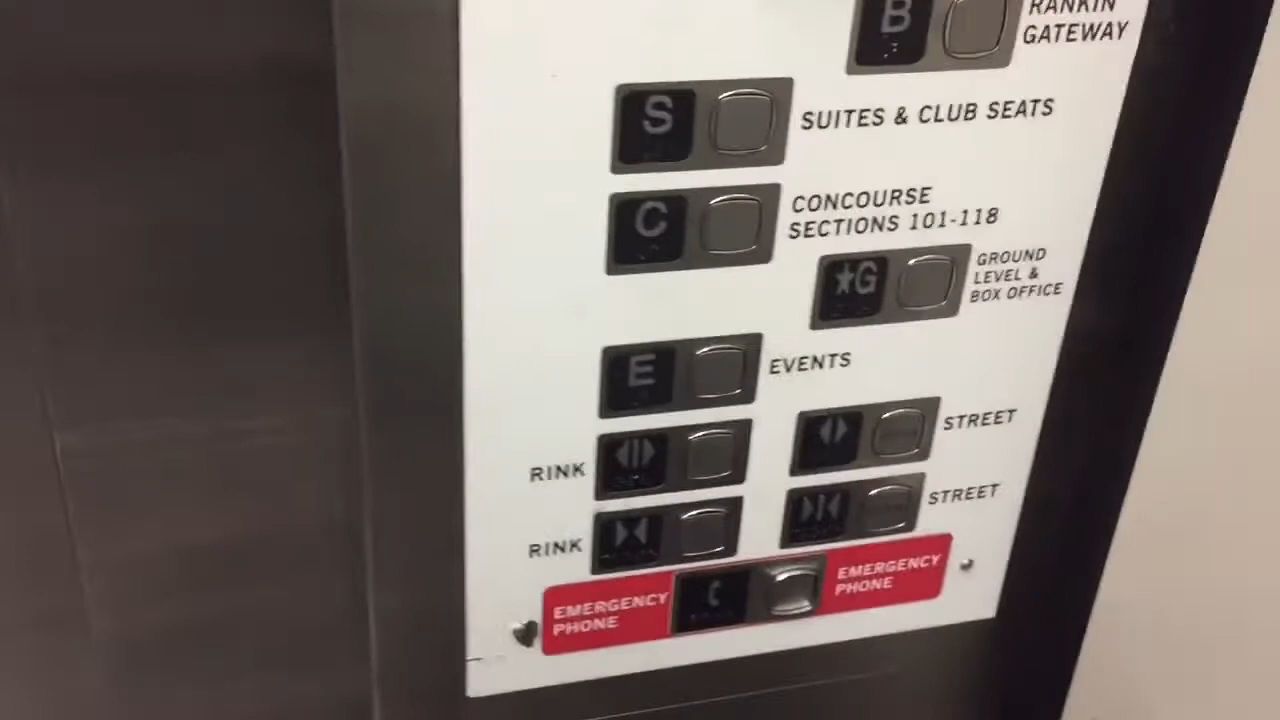 B
RANKIN
GATEWAY
S
SUITES & CLUB SEATS
C
CONCOURSE
SECTIONS 101-118
★G
GROUND
LEVEL &
BOX OFFICE
E
EVENTS
RINK
STREET
RINK
STREET
EMERGENCY
PHONE
EMERGENCY
PHONE